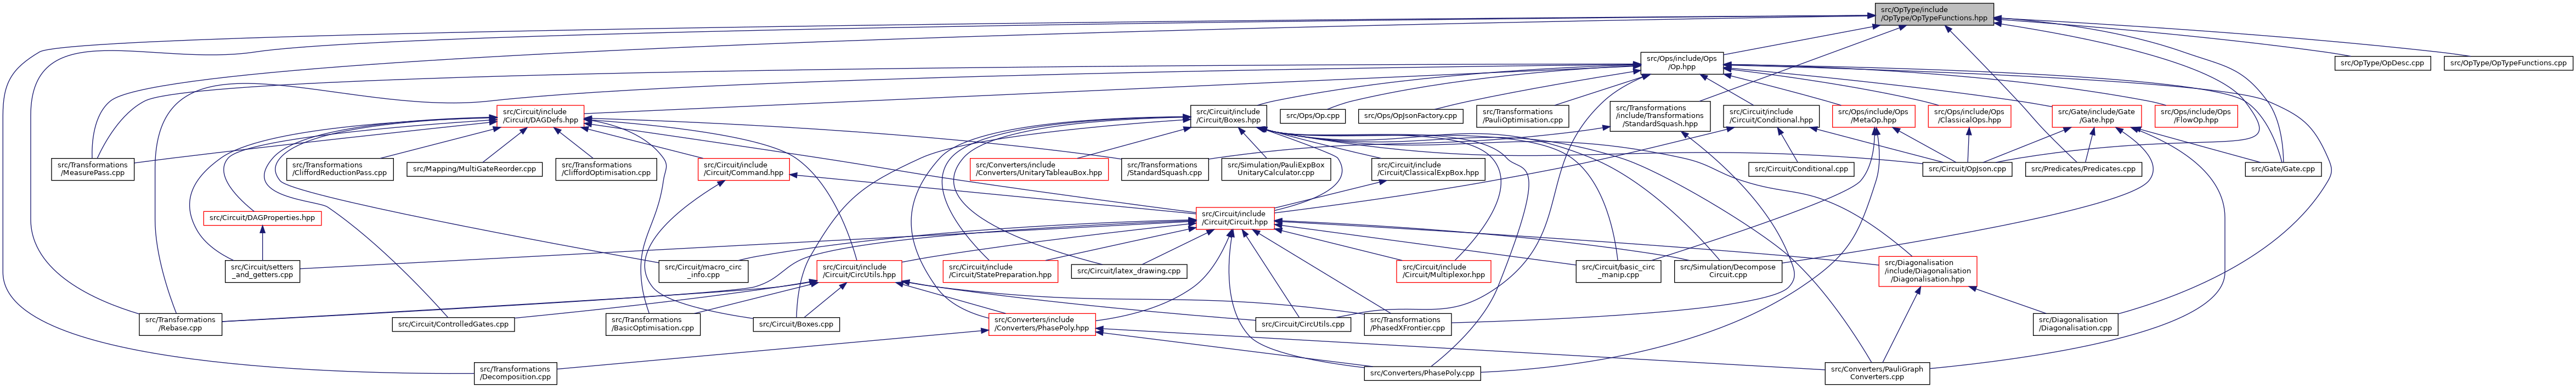 src/OpType/include
/OpType/OpTypeFunctions.hpp
src/Ops/include/Ops
/Op.hpp
src/OpType/OpDesc.cpp
src/OpType/OpTypeFunctions.cpp
src/Circuit/include
/Circuit/DAGDefs.hpp
src/Circuit/include
/Circuit/Boxes.hpp
src/Ops/Op.cpp
src/Ops/OpJsonFactory.cpp
src/Transformations
/PauliOptimisation.cpp
src/Transformations
/include/Transformations
/StandardSquash.hpp
src/Circuit/include
/Circuit/Conditional.hpp
src/Ops/include/Ops
/MetaOp.hpp
src/Ops/include/Ops
/ClassicalOps.hpp
src/Gate/include/Gate
/Gate.hpp
src/Ops/include/Ops
/FlowOp.hpp
src/Transformations
/MeasurePass.cpp
src/Transformations
/CliffordReductionPass.cpp
src/Mapping/MultiGateReorder.cpp
src/Transformations
/CliffordOptimisation.cpp
src/Circuit/include
/Circuit/Command.hpp
src/Converters/include
/Converters/UnitaryTableauBox.hpp
src/Transformations
/StandardSquash.cpp
src/Simulation/PauliExpBox
UnitaryCalculator.cpp
src/Circuit/include
/Circuit/ClassicalExpBox.hpp
src/Circuit/Conditional.cpp
src/Circuit/OpJson.cpp
src/Predicates/Predicates.cpp
src/Gate/Gate.cpp
src/Circuit/DAGProperties.hpp
src/Circuit/include
/Circuit/Circuit.hpp
src/Circuit/setters
_and_getters.cpp
src/Circuit/macro_circ
_info.cpp
src/Circuit/include
/Circuit/CircUtils.hpp
src/Circuit/include
/Circuit/StatePreparation.hpp
src/Circuit/latex_drawing.cpp
src/Circuit/include
/Circuit/Multiplexor.hpp
src/Circuit/basic_circ
_manip.cpp
src/Simulation/Decompose
Circuit.cpp
src/Diagonalisation
/include/Diagonalisation
/Diagonalisation.hpp
src/Transformations
/Rebase.cpp
src/Circuit/ControlledGates.cpp
src/Transformations
/BasicOptimisation.cpp
src/Circuit/Boxes.cpp
src/Converters/include
/Converters/PhasePoly.hpp
src/Circuit/CircUtils.cpp
src/Transformations
/PhasedXFrontier.cpp
src/Diagonalisation
/Diagonalisation.cpp
src/Transformations
/Decomposition.cpp
src/Converters/PhasePoly.cpp
src/Converters/PauliGraph
Converters.cpp